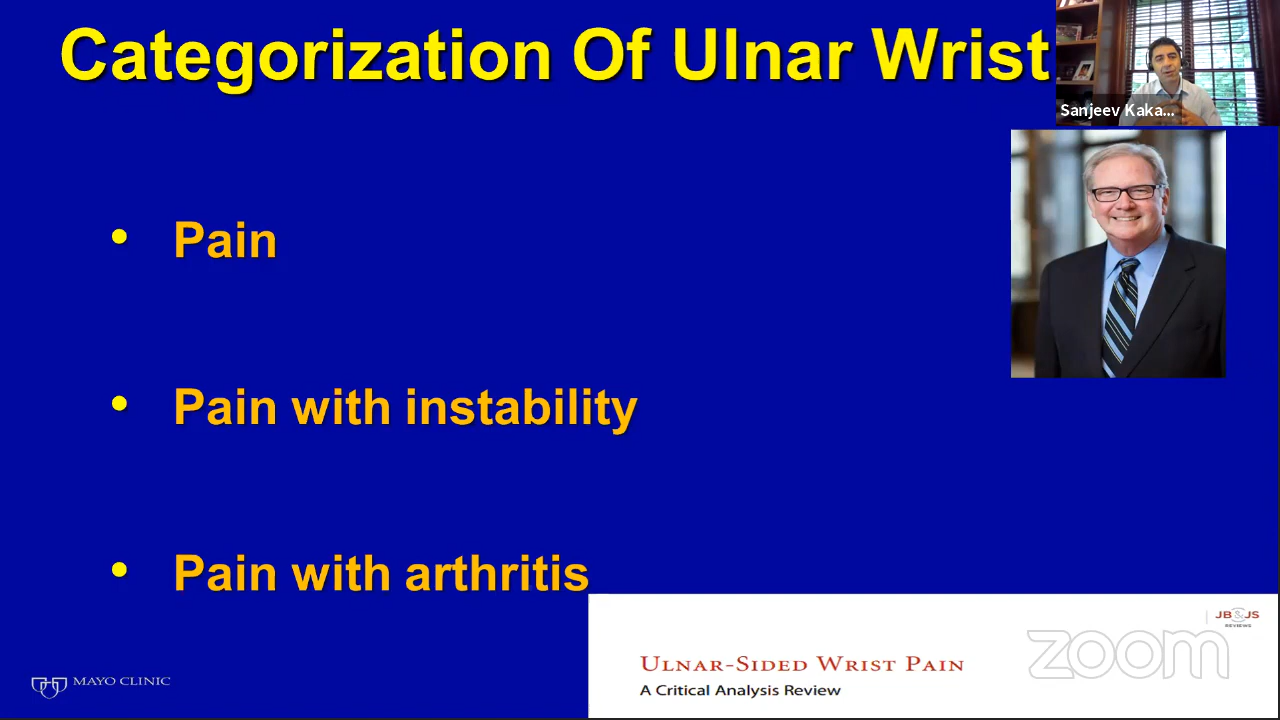 Categorization Of Ulnar Wrist
Sanjeev Kaka...
• Pain
• Pain with instability
• Pain with arthritis
JB&JS
REVIEWS
zoom
ULNAR-SIDED WRIST PAIN
A Critical Analysis Review
MAYO CLINIC